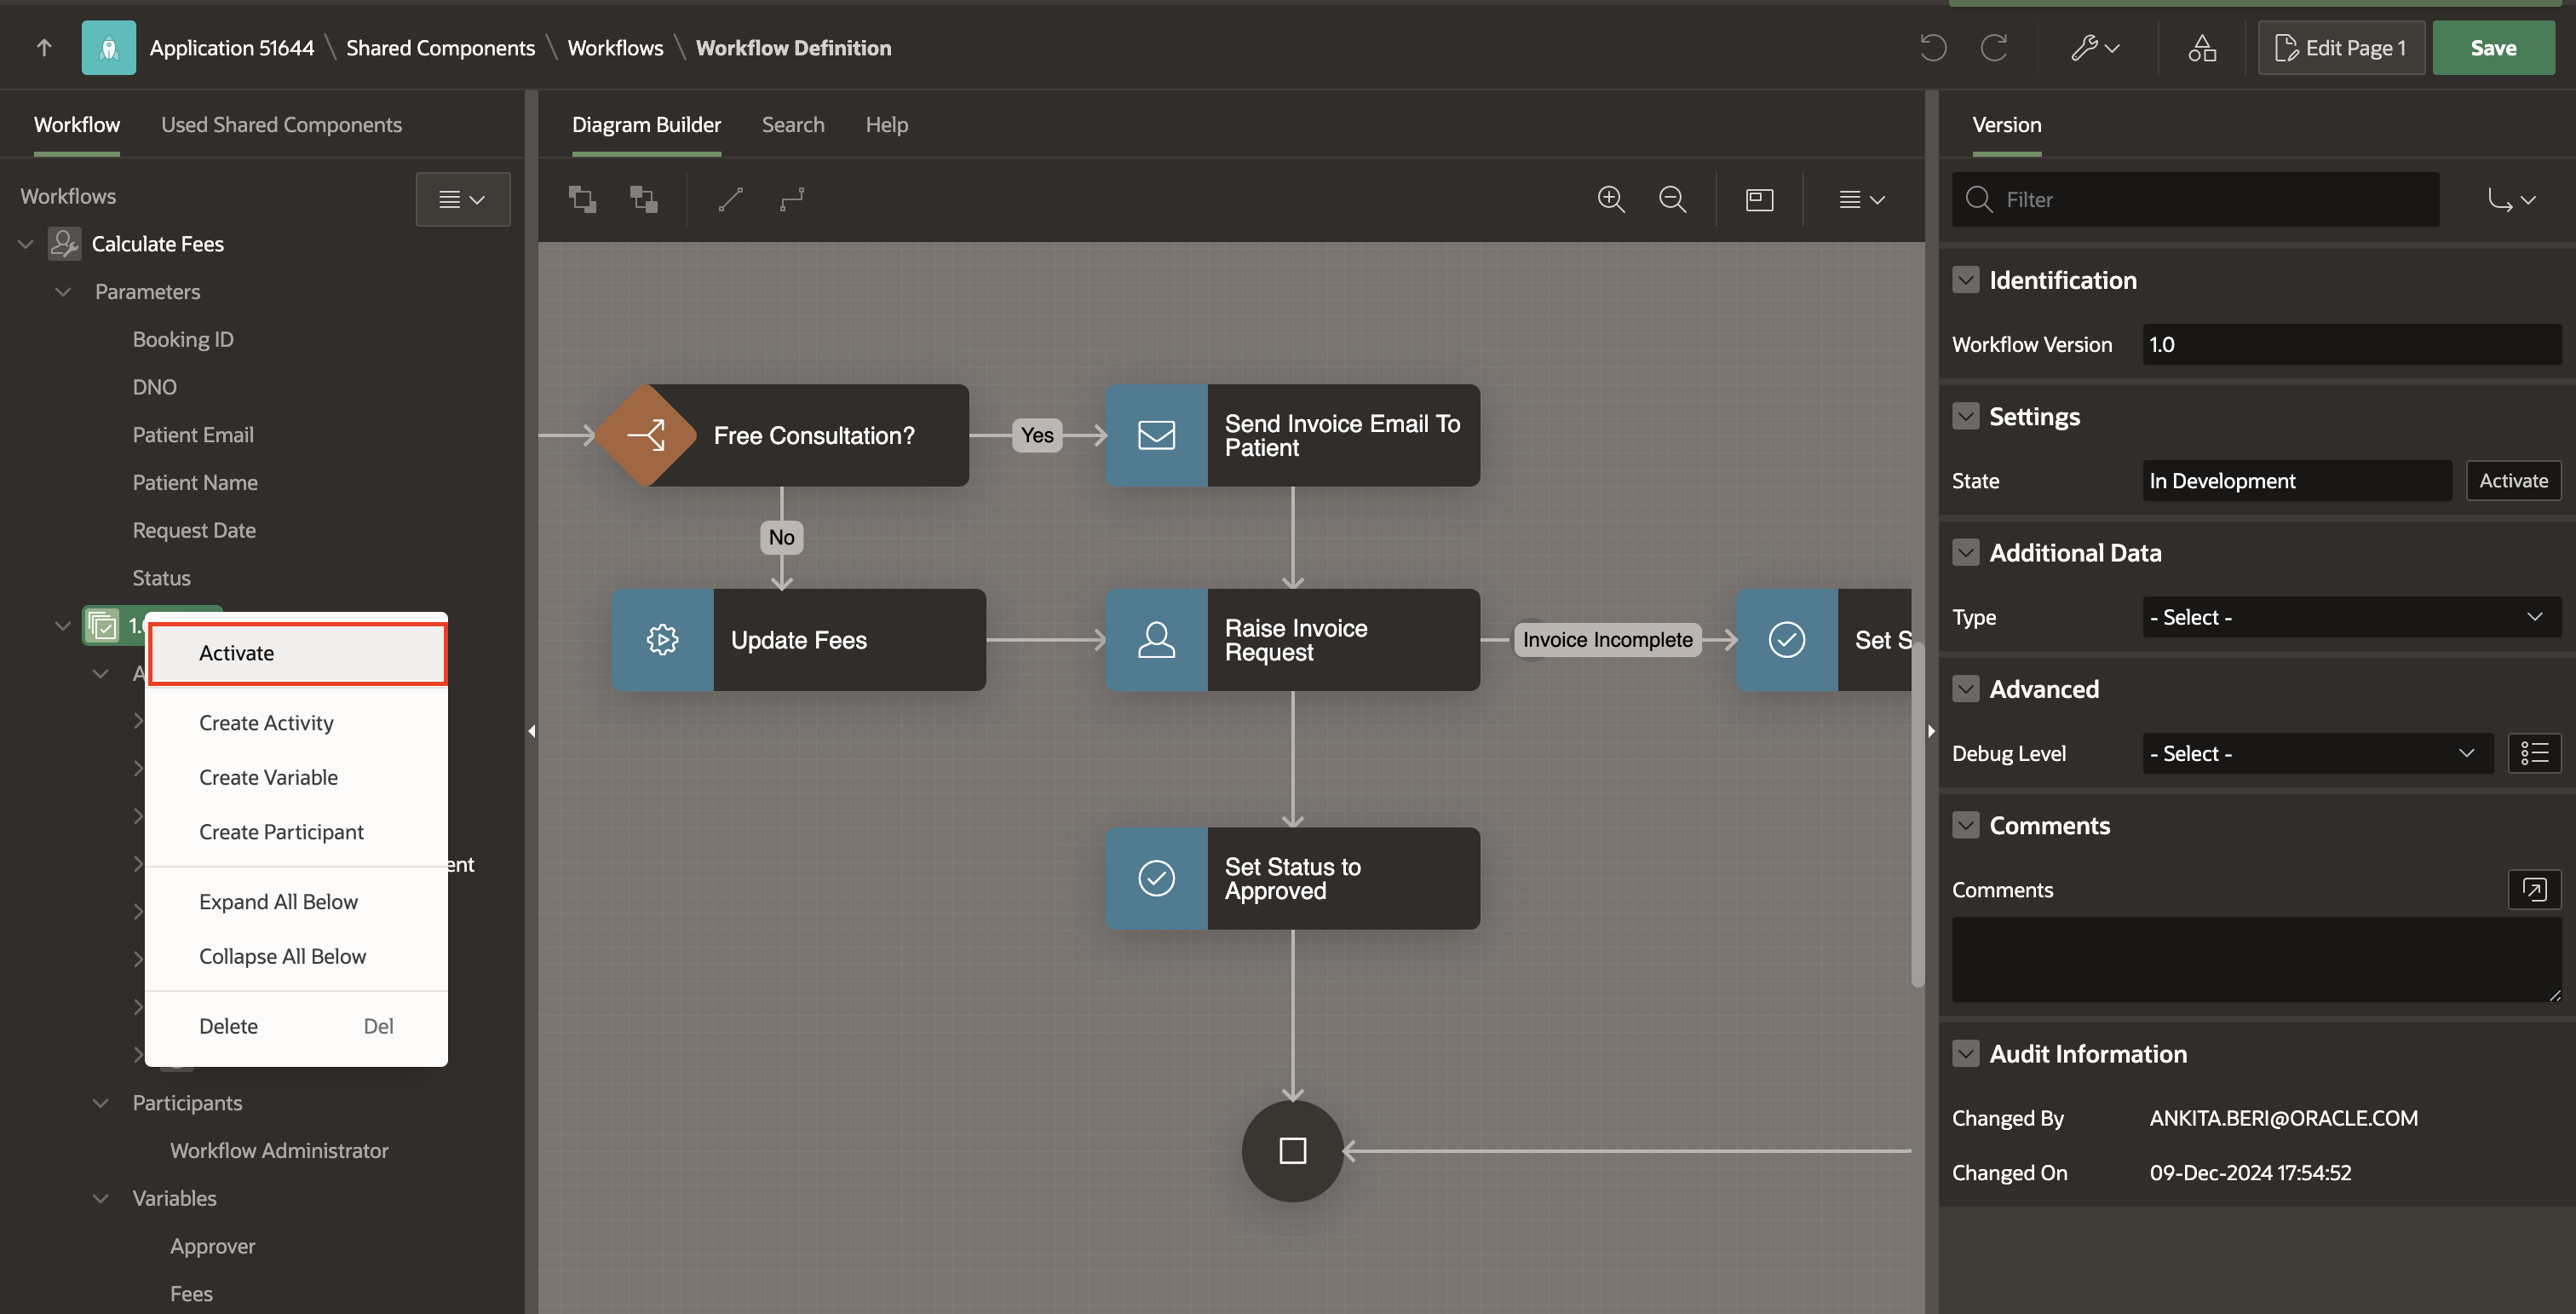 Application 51644 \ Shared Components \ Workflows \ Workflow Definition
Edit Page 1
Save
Workflow
Used Shared Components
Workflows
Calculate Fees
Parameters
Booking ID
DNO
Patient Email
Patient Name
Request Date
Status
Activate
Create Activity
Create Variable
Create Participant
Expand All Below
Collapse All Below
Delete Del
Participants
Workflow Administrator
Variables
Approver
Fees
Diagram Builder
Search
Help
Free Consultation?
Yes
Send Invoice Email To
Patient
No
Update Fees
Raise Invoice
Request
Invoice Incomplete
Set S
Set Status to
Approved
Version
Filter
Identification
Workflow Version 1.0
Settings
State In Development Activate
Additional Data
Type - Select -
Advanced
Debug Level - Select -
Comments
Comments
Audit Information
Changed By ANKITA.BERI@ORACLE.COM
Changed On 09-Dec-2024 17:54:52